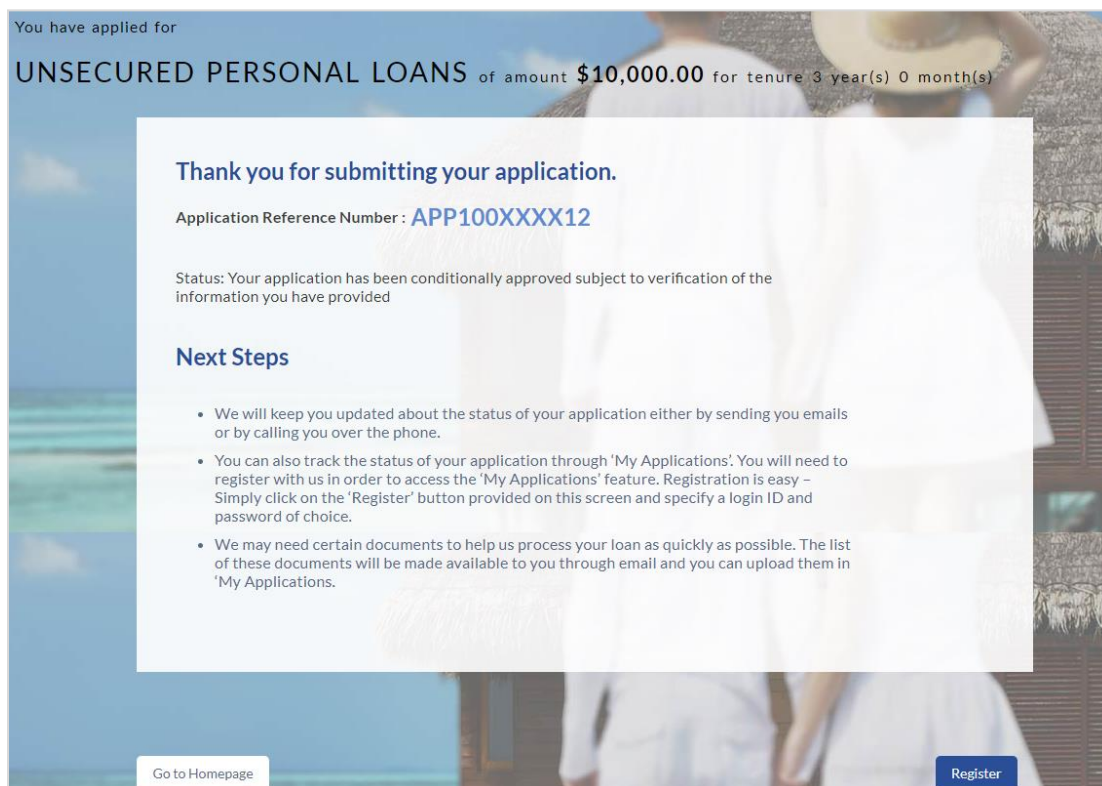 You have applied for
UNSECURED PERSONAL LOANS of amount $10,000.00 for tenure 3 year(s) 0 month(s)
Thank you for submitting your application.
Application Reference Number : APP100XXXX12
Status: Your application has been conditionally approved subject to verification of the
information you have provided
Next Steps
• We will keep you updated about the status of your application either by sending you emails
or by calling you over the phone.
• You can also track the status of your application through ‘My Applications’. You will need to
register with us in order to access the ‘My Applications’ feature. Registration is easy –
Simply click on the ‘Register’ button provided on this screen and specify a login ID and
password of choice.
• We may need certain documents to help us process your loan as quickly as possible. The list
of these documents will be made available to you through email and you can upload them in
‘My Applications.
Go to Homepage
Register